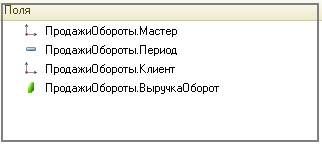 Поля
ПродажиОбороты.Мастер
ПродажиОбороты.Период
ПродажиОбороты.Клиент
ПродажиОбороты.ВыручкаОборот